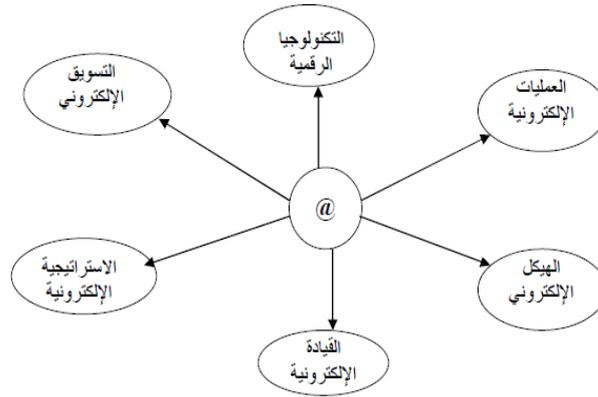 التكنولوجيا
الرقمية
العمليات
الإلكترونية
التسويق
الإلكتروني
@
الهيكل
الإلكتروني
الاستراتيجية
الإلكترونية
القيادة
الإلكترونية